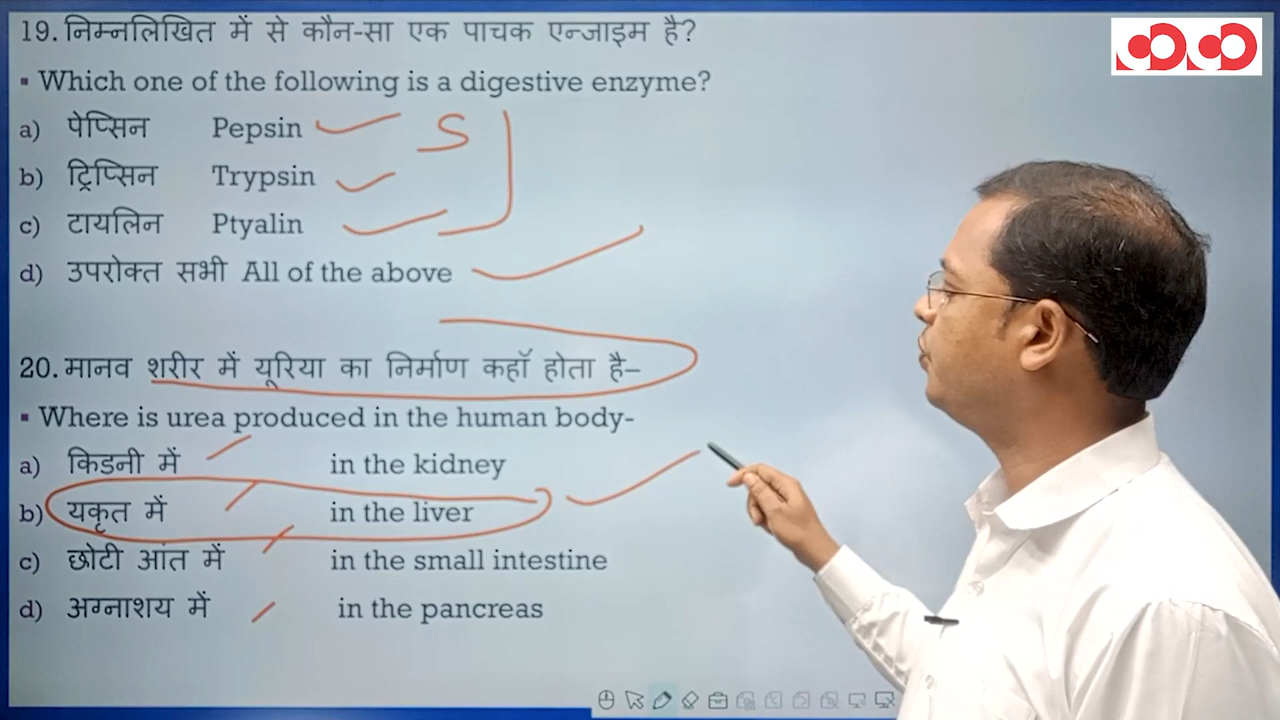 19. निम्नलिखित में से कौन-सा एक पाचक एन्जाइम है?
▪ Which one of the following is a digestive enzyme?
a) पेप्सिन Pepsin S
b) ट्रिप्सिन Trypsin
c) टायलिन Ptyalin
d) उपरोक्त सभी All of the above
20. मानव शरीर में यूरिया का निर्माण कहाॅ होता है–
▪ Where is urea produced in the human body-
a) किडनी में in the kidney
b) यकृत में in the liver
c) छोटी आंत में in the small intestine
d) अग्नाशय में in the pancreas